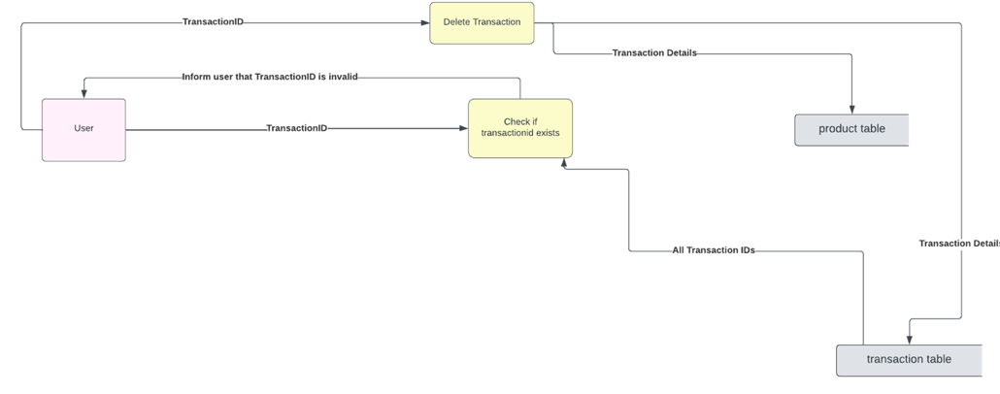 TransactionID
Delete Transaction
Transaction Details
Inform user that TransactionID is invalid
User
TransactionID
Check if
transactionid exists
product table
Transaction Details
All Transaction IDs
transaction table